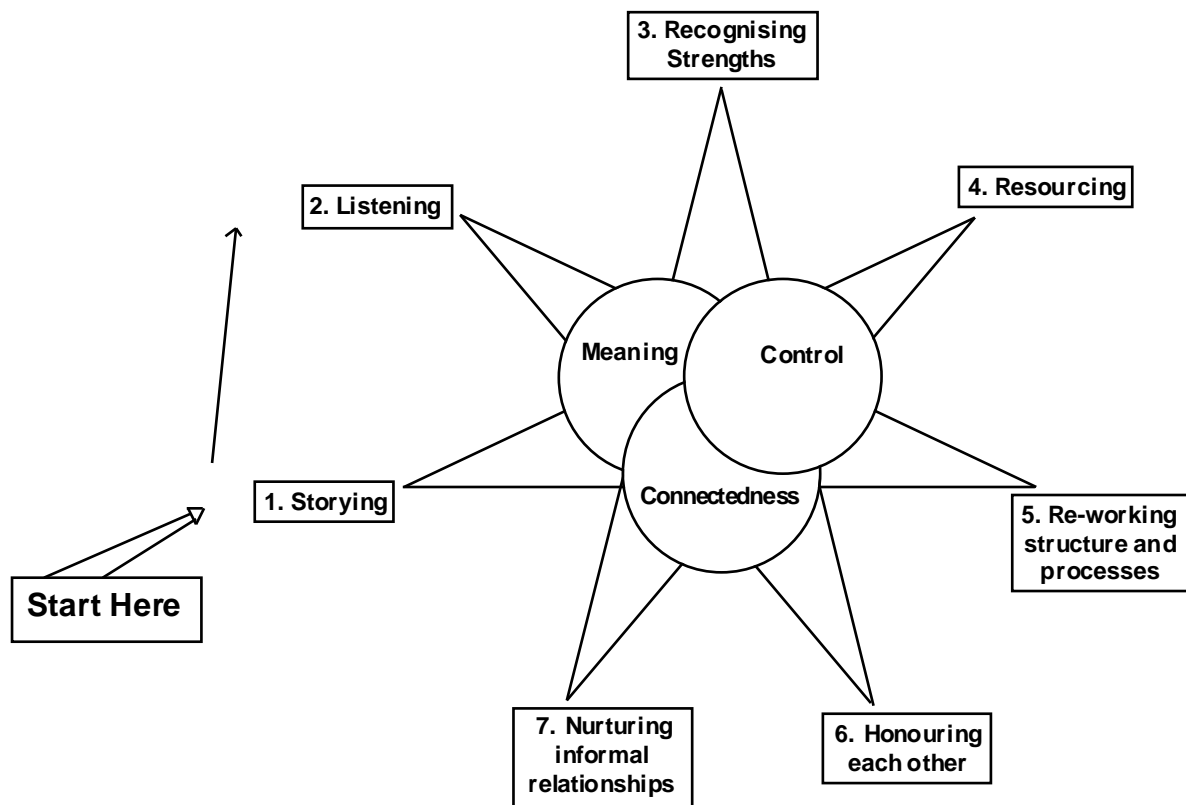 3. Recognising
Strengths
2. Listening
4. Resourcing
Meaning
Control
1. Storying
Connectedness
5. Re-working
structure and
processes
Start Here
7. Nurturing
informal
relationships
6. Honouring
each other